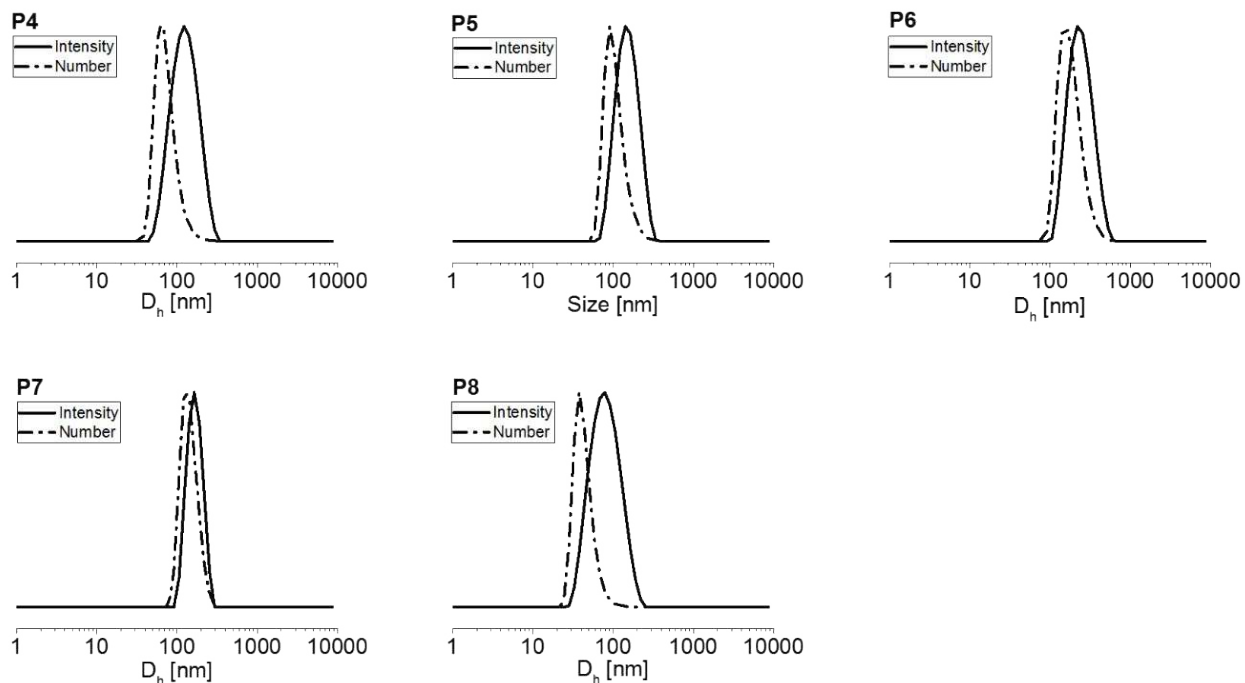 P4
Intensity
Number
1 10 100 1000 10000
D_h [nm]
P5
Intensity
Number
1 10 100 1000 10000
Size [nm]
P6
Intensity
Number
1 10 100 1000 10000
D_h [nm]
P7
Intensity
Number
1 10 100 1000 10000
D_h [nm]
P8
Intensity
Number
1 10 100 1000 10000
D_h [nm]